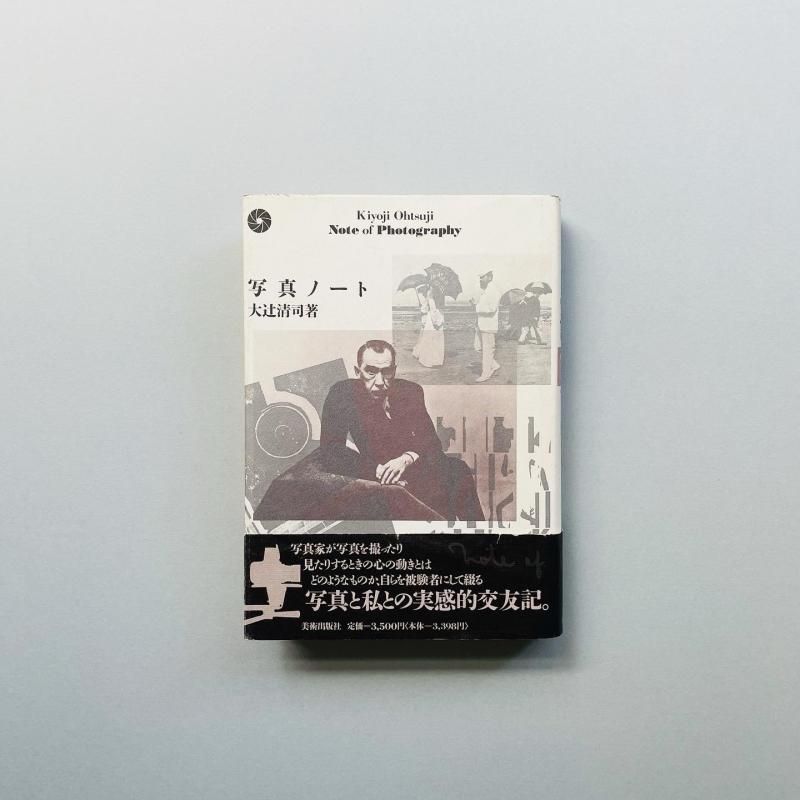 Kiyoji Ohtsuji
Note of Photography
写真ノート
大辻清司著
Note of
写真家が写真を撮ったり
見たりするときの心の動きとは
どのようなものか、自らを被験者にして綴る
写真と私との実感的交友記。
美術出版社 定価=3,500円〈本体=3,398円〉